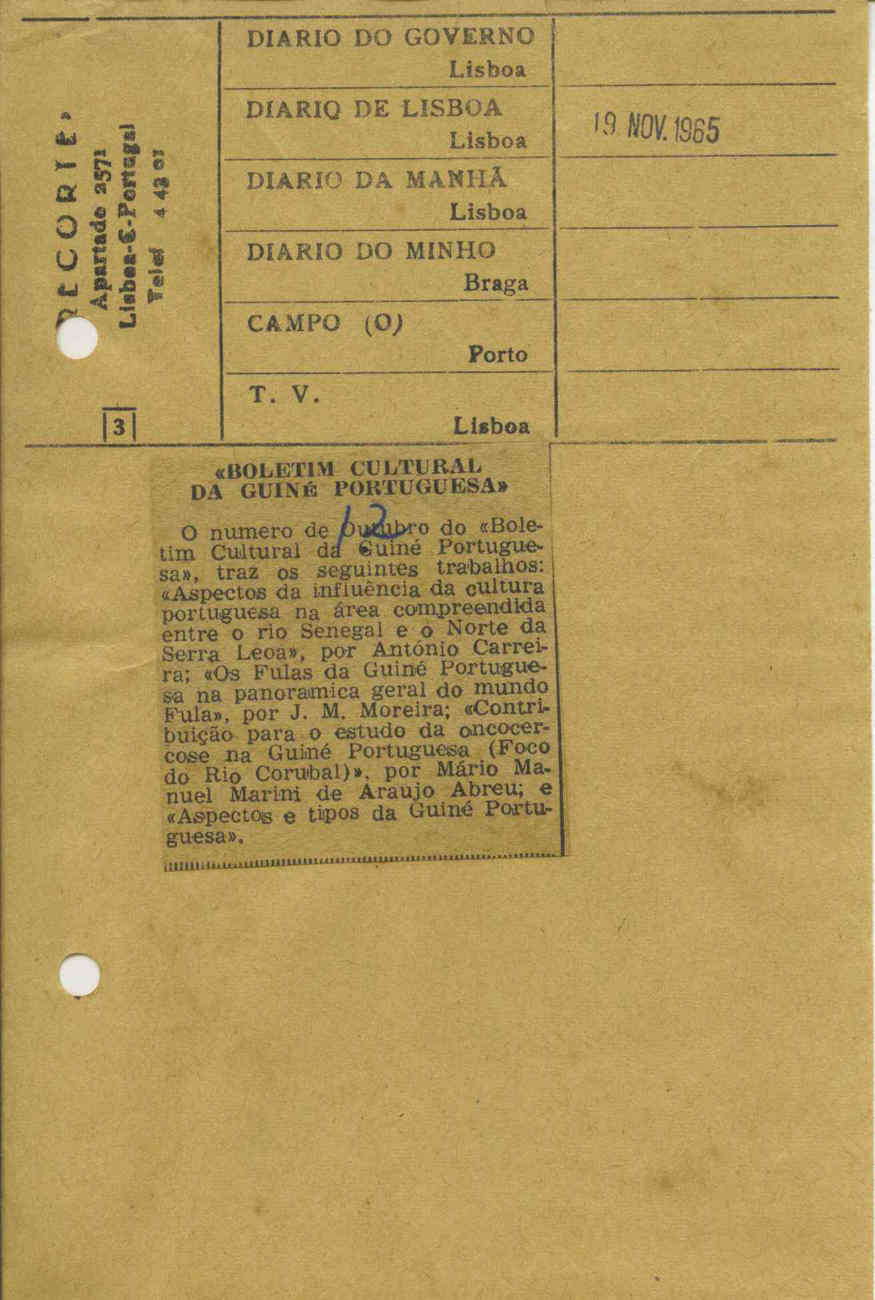 RECORTE,
Apartado 2571
Lisboa-2-Portugal
Telef
3
DIARIO DO GOVERNO
Lisboa
DIARIO DE LISBOA
Lisboa
19 NOV. 1965
DIARIO DA MANHÃ
Lisboa
DIARIO DO MINHO
Braga
CAMPO (O)
Porto
T. V.
Lisboa
«BOLETIM CULTURAL
DA GUINÉ PORTUGUESA»
O numero de outubro do «Bole-
tim Cultural da Guiné Portugue-
sa», traz os seguintes trabalhos:
«Aspectos da influência da cultura
portuguesa na área compreendida
entre o rio Senegal e o Norte da
Serra Leoa», por António Carrei-
ra; «Os Fulas da Guiné Portugue-
sa na panoramica geral do mundo
Fula», por J. M. Moreira; «Contri-
buição para o estudo da oncocer-
cose na Guiné Portuguesa (Foco
do Rio Corubal)», por Mário Ma-
nuel Marini de Araujo Abreu; e
«Aspectos e tipos da Guiné Portu-
guesa».